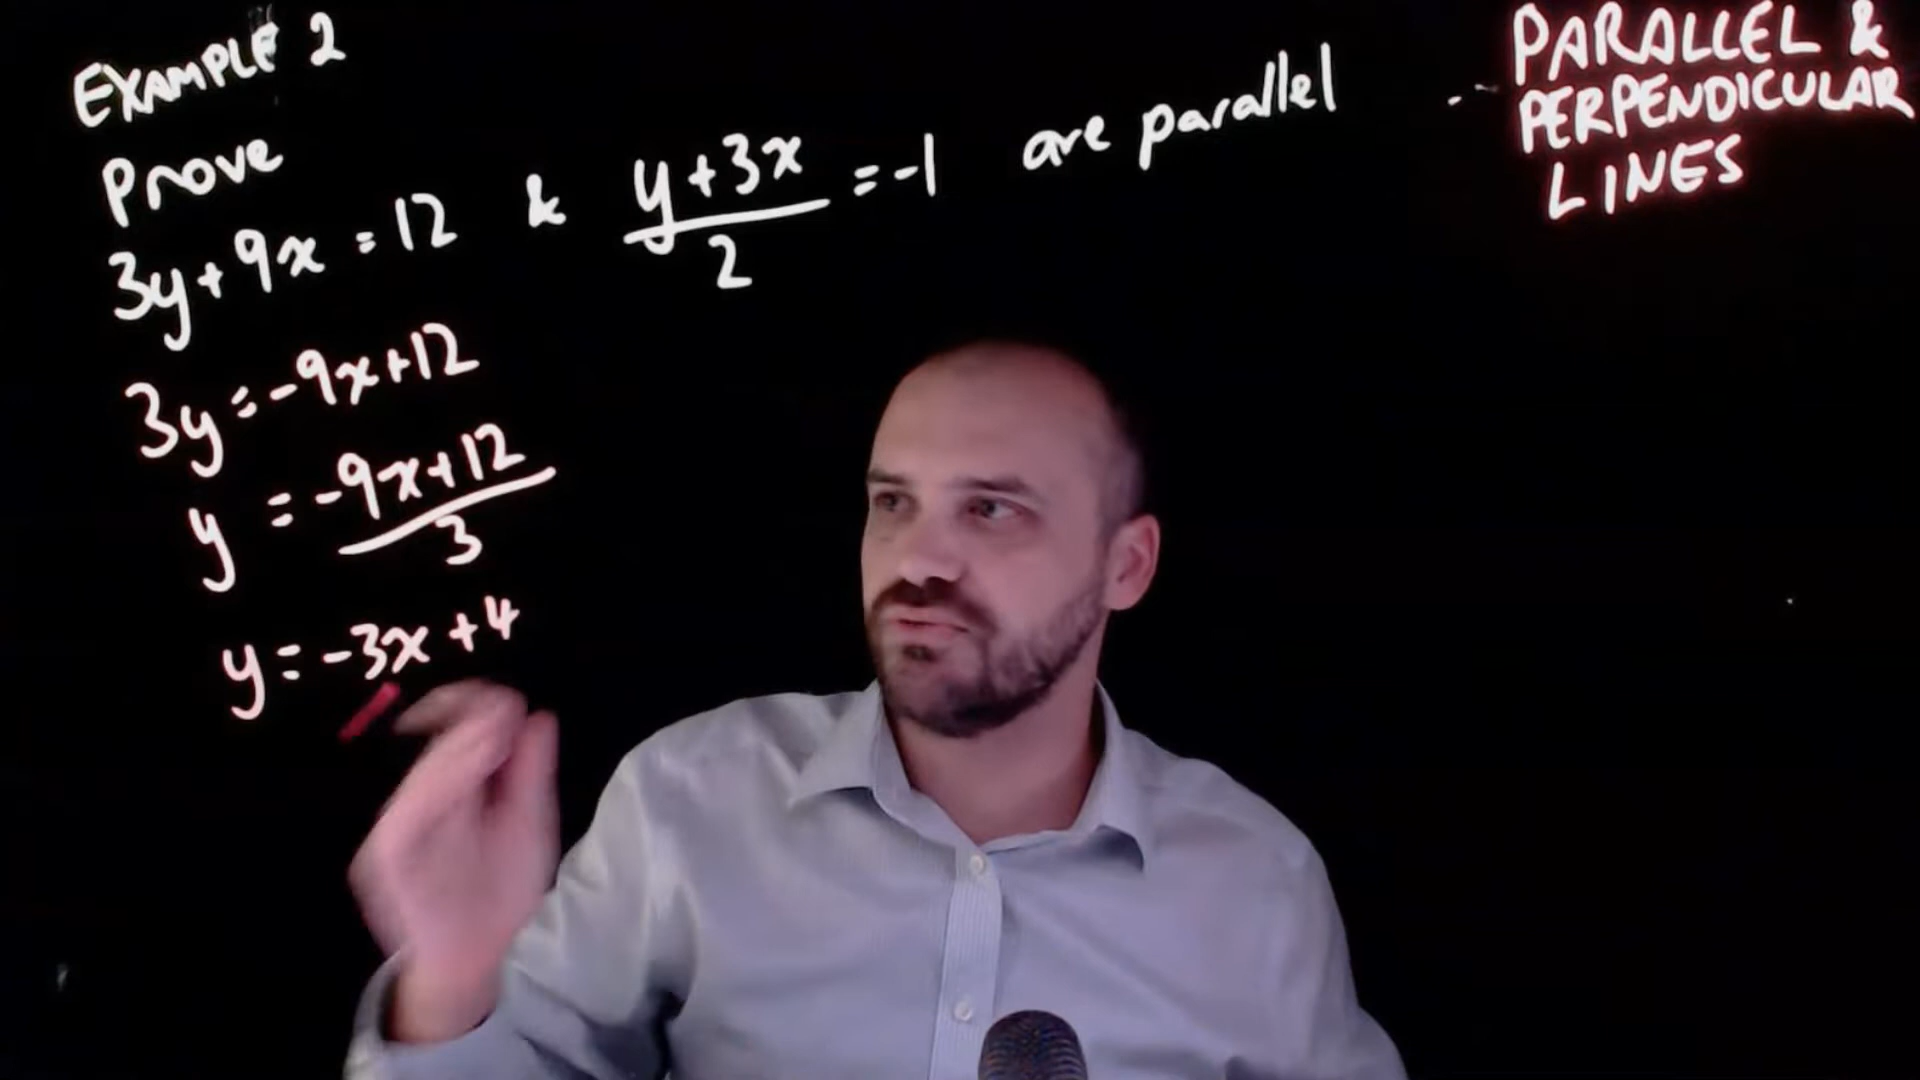 EXAMPLE 2
Prove
3y+9x=12 & y+3x/2=-1 are parallel
3y=-9x+12
y=-9x+12/3
y=-3x+4
PARALLEL &
PERPENDICULAR
LINES